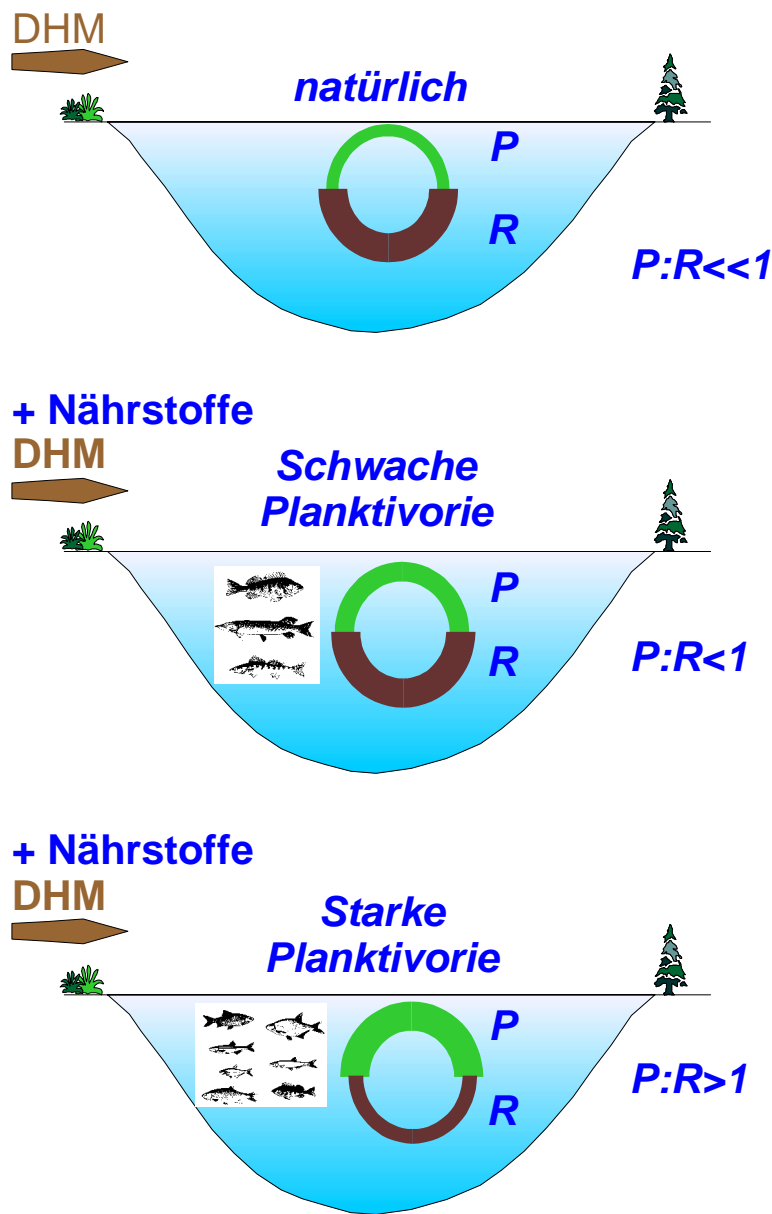 DHM
natürlich
P
R
P:R<<1
+ Nährstoffe
DHM
Schwache
Planktivorie
P
R
P:R<1
+ Nährstoffe
DHM
Starke
Planktivorie
P
R
P:R>1